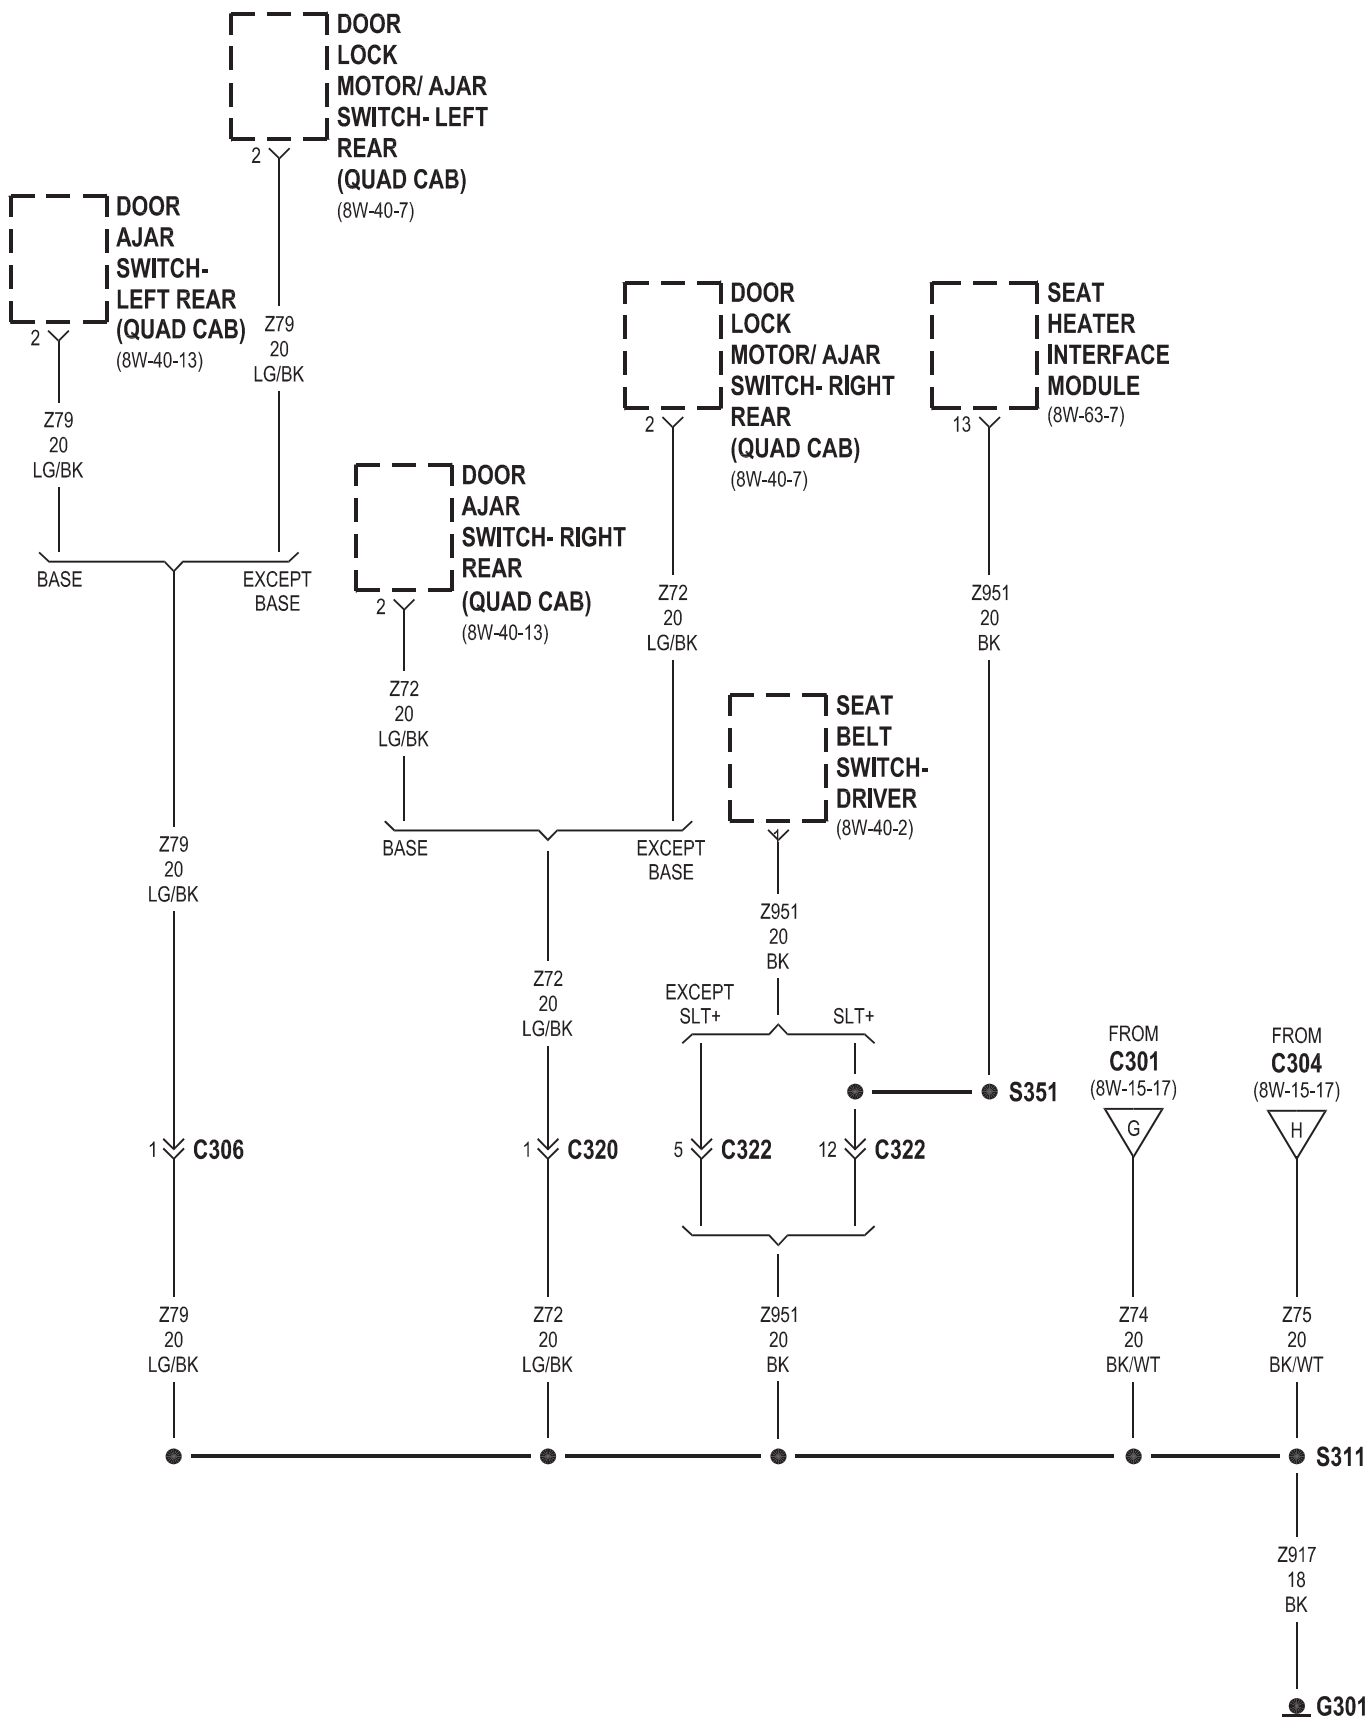 DOOR
LOCK
MOTOR/ AJAR
SWITCH- LEFT
REAR
(QUAD CAB)
(8W-40-7)
2
DOOR
AJAR
SWITCH-
LEFT REAR
(QUAD CAB)
(8W-40-13)
2
Z79
20
LG/BK
Z79
20
LG/BK
BASE
EXCEPT
BASE
DOOR
LOCK
MOTOR/ AJAR
SWITCH- RIGHT
REAR
(QUAD CAB)
(8W-40-7)
2
SEAT
HEATER
INTERFACE
MODULE
(8W-63-7)
13
DOOR
AJAR
SWITCH- RIGHT
REAR
(QUAD CAB)
(8W-40-13)
2
Z72
20
LG/BK
Z951
20
BK
Z72
20
LG/BK
SEAT
BELT
SWITCH-
DRIVER
(8W-40-2)
1
BASE
EXCEPT
BASE
Z79
20
LG/BK
Z951
20
BK
Z72
20
LG/BK
EXCEPT
SLT+
SLT+
FROM
C301
(8W-15-17)
G
FROM
C304
(8W-15-17)
H
S351
1 C306
1 C320
5 C322
12 C322
Z79
20
LG/BK
Z72
20
LG/BK
Z951
20
BK
Z74
20
BK/WT
Z75
20
BK/WT
S311
Z917
18
BK
G301